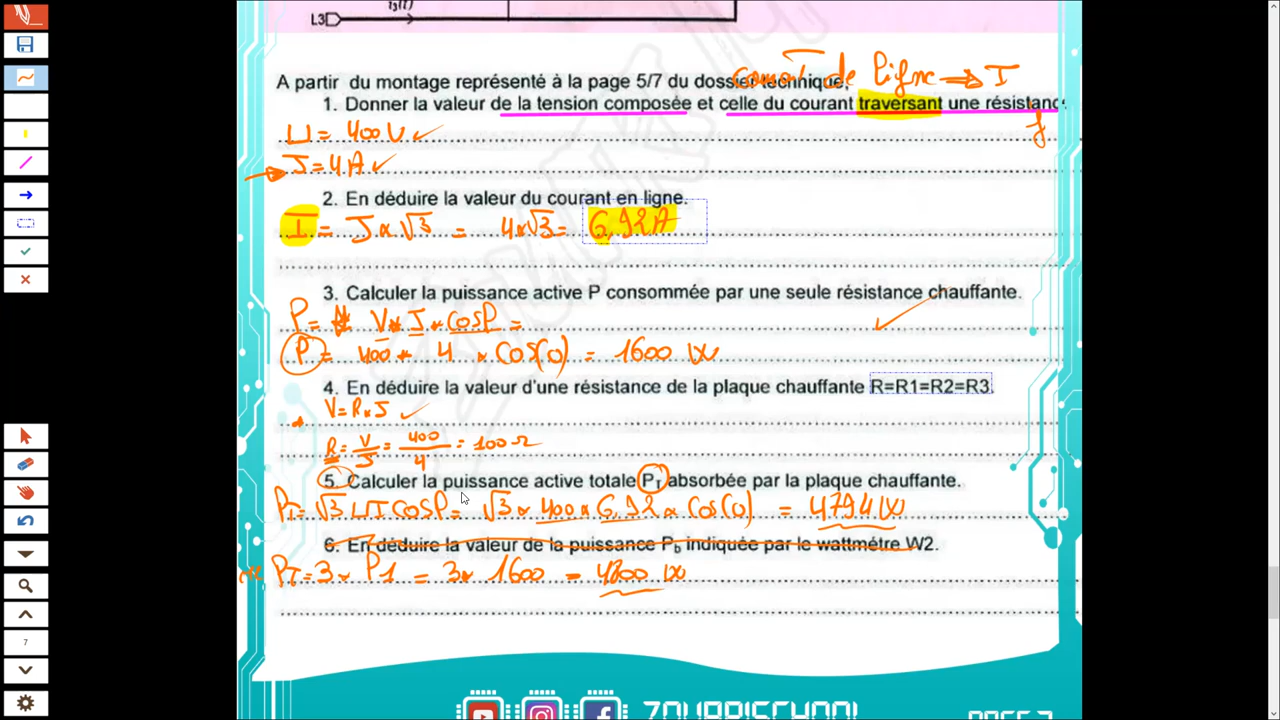 i3(t)
L3
A partir du montage représenté à la page 5/7 du dossier technique,
courant de ligne => I
1. Donner la valeur de la tension composée et celle du courant traversant une résistance
J
U = 400V ✓
→ J = 4A ✓
2. En déduire la valeur du courant en ligne.
I = J × √3 = 4×√3 = 6,92A
3. Calculer la puissance active P consommée par une seule résistance chauffante.
P = V * J * cosφ =
P = 400 * 4 * cos(0) = 1600 W
4. En déduire la valeur d'une résistance de la plaque chauffante R=R1=R2=R3.
V = R × J ✓
R = V/J = 400/4 = 100 Ω
5. Calculer la puissance active totale PT absorbée par la plaque chauffante.
PT = √3 U I cosφ = √3 × 400 × 6,92 × cos(0) = 4794 W
6. En déduire la valeur de la puissance Pb indiquée par le wattmétre W2.
PT = 3 × P1 = 3 × 1600 = 4800 W
7